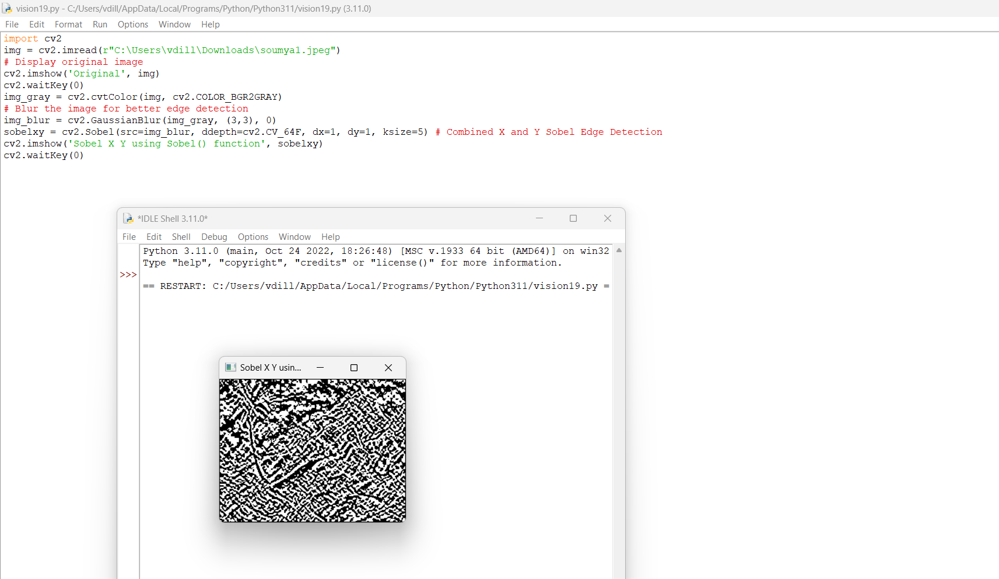 vision19.py - C:/Users/vdill/AppData/Local/Programs/Python/Python311/vision19.py (3.11.0)
File Edit Format Run Options Window Help
import cv2
img = cv2.imread(r"C:\Users\vdill\Downloads\soumya1.jpeg")
# Display original image
cv2.imshow('Original', img)
cv2.waitKey(0)
img_gray = cv2.cvtColor(img, cv2.COLOR_BGR2GRAY)
# Blur the image for better edge detection
img_blur = cv2.GaussianBlur(img_gray, (3,3), 0)
sobelxy = cv2.Sobel(src=img_blur, ddepth=cv2.CV_64F, dx=1, dy=1, ksize=5) # Combined X and Y Sobel Edge Detection
cv2.imshow('Sobel X Y using Sobel() function', sobelxy)
cv2.waitKey(0)
*IDLE Shell 3.11.0*
File Edit Shell Debug Options Window Help
Python 3.11.0 (main, Oct 24 2022, 18:26:48) [MSC v.1933 64 bit (AMD64)] on win32
Type "help", "copyright", "credits" or "license()" for more information.
>>>
== RESTART: C:/Users/vdill/AppData/Local/Programs/Python/Python311/vision19.py =
Sobel X Y usin...